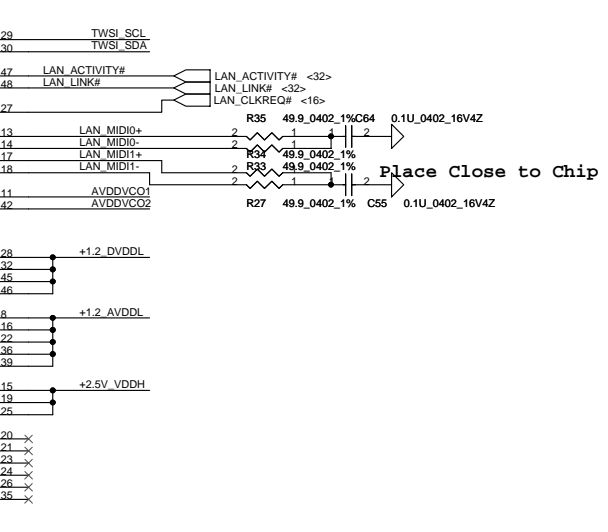 29 TWSI_SCL
30 TWSI_SDA
47 LAN_ACTIVITY# LAN_ACTIVITY# <32>
48 LAN_LINK# LAN_LINK# <32>
27 LAN_CLKREQ# <16>
R35 49.9_0402_1% C64 0.1U_0402_16V4Z
13 LAN_MIDI0+ 2 1 1 2
14 LAN_MIDI0- 2 1
R34 49.9_0402_1%
17 LAN_MIDI1+ R33 49.9_0402_1%
18 LAN_MIDI1- 2 1
Place Close to Chip
2 1 1 2
11 AVDDVCO1
42 AVDDVCO2
R27 49.9_0402_1% C55 0.1U_0402_16V4Z
28 +1.2_DVDDL
32
45
46
8 +1.2_AVDDL
16
22
36
39
15 +2.5V_VDDH
19
25
20
21
23
24
26
35